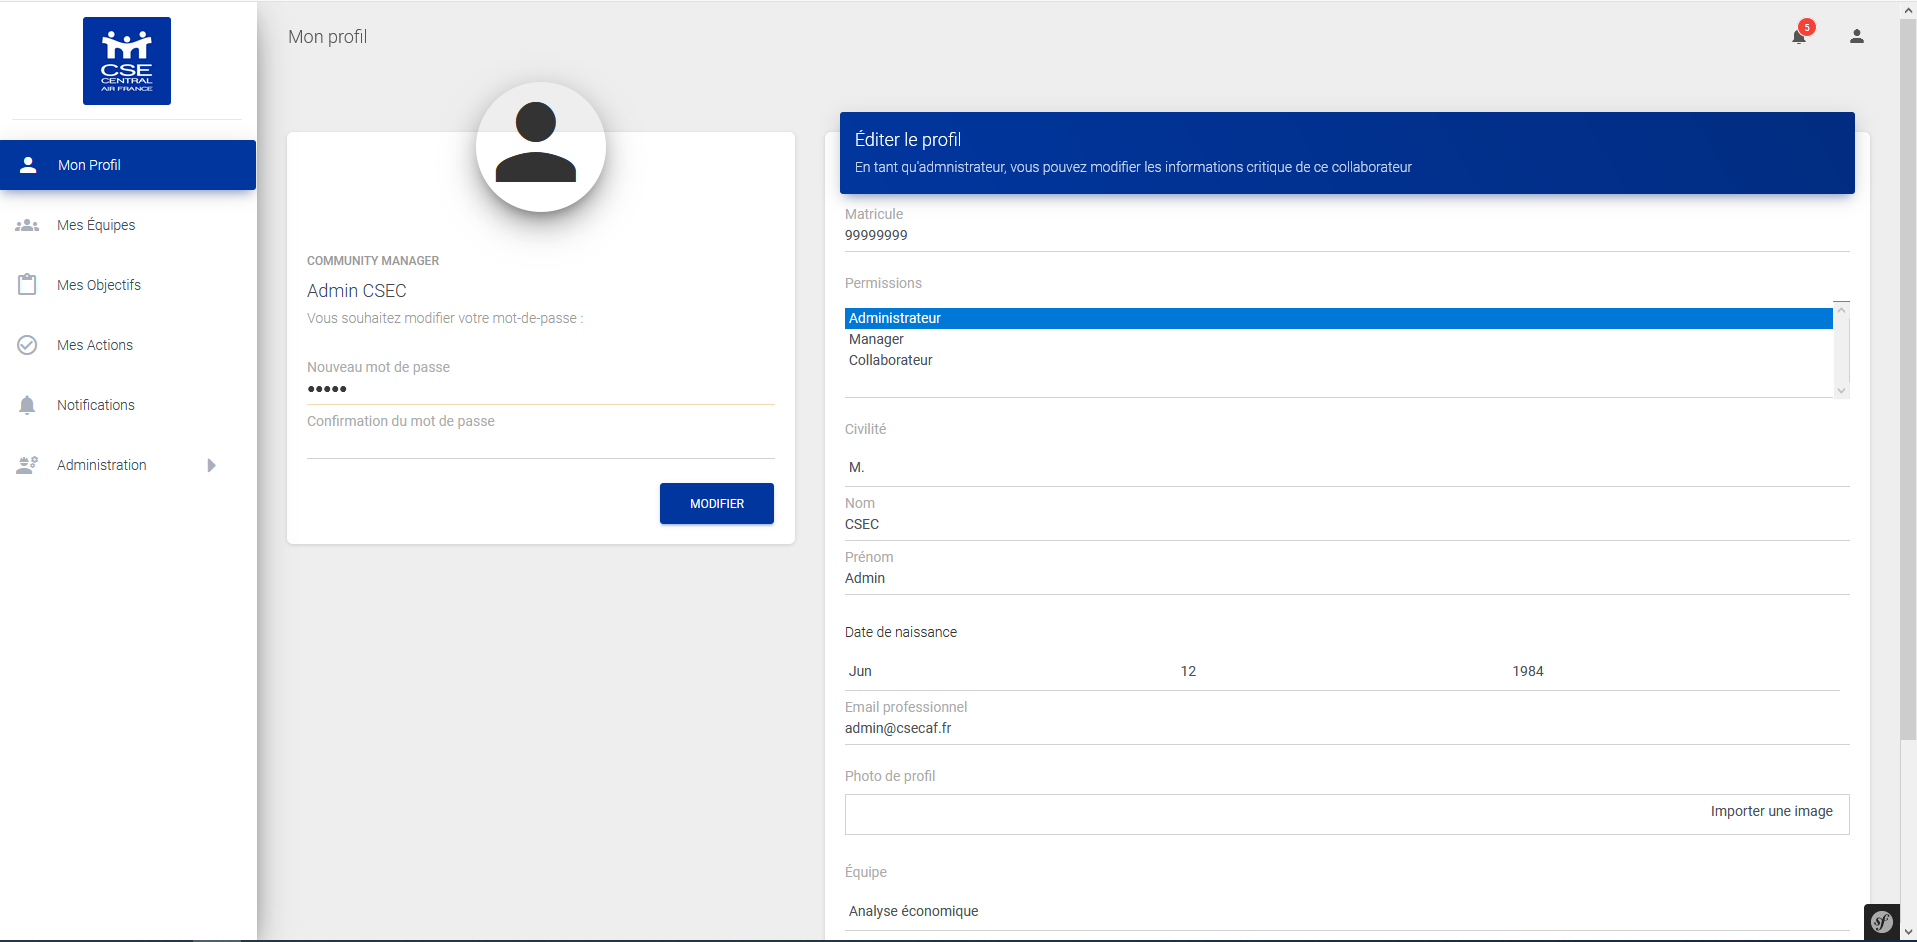 CSE
CENTRAL
AIR FRANCE
Mon profil
5
Mon Profil
Mes Équipes
Mes Objectifs
Mes Actions
Notifications
Administration
COMMUNITY MANAGER
Admin CSEC
Vous souhaitez modifier votre mot-de-passe :
Nouveau mot de passe
•••••
Confirmation du mot de passe
MODIFIER
Éditer le profil
En tant qu'admnistrateur, vous pouvez modifier les informations critique de ce collaborateur
Matricule
99999999
Permissions
Administrateur
Manager
Collaborateur
Civilité
M.
Nom
CSEC
Prénom
Admin
Date de naissance
Jun 12 1984
Email professionnel
admin@csecaf.fr
Photo de profil
Importer une image
Équipe
Analyse économique
sf